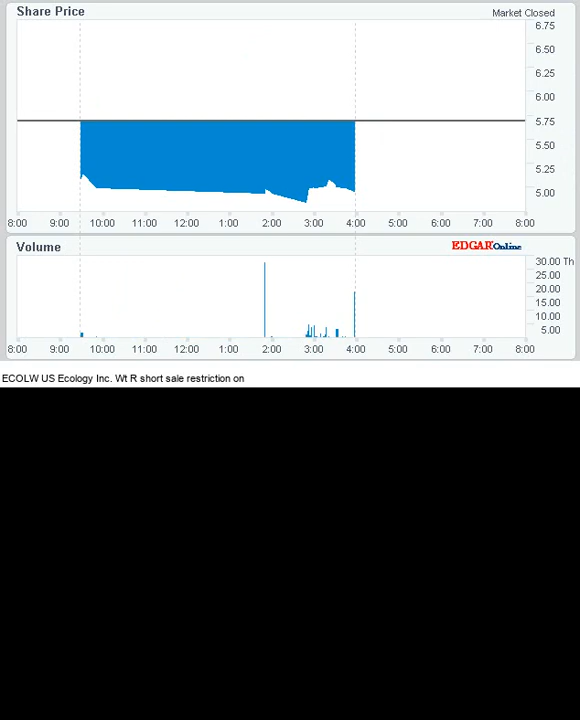 Share Price
Market Closed
6.75
6.50
6.25
6.00
5.75
5.50
5.25
5.00
8:00 9:00 10:00 11:00 12:00 1:00 2:00 3:00 4:00 5:00 6:00 7:00 8:00
Volume
EDGAROnline
30.00 Th
25.00
20.00
15.00
10.00
5.00
8:00 9:00 10:00 11:00 12:00 1:00 2:00 3:00 4:00 5:00 6:00 7:00 8:00
ECOLW US Ecology Inc. Wt R short sale restriction on